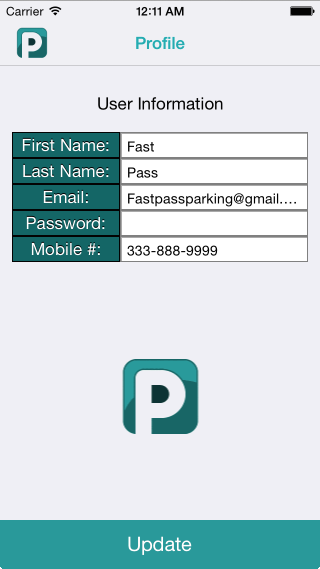 Carrier 12:11 AM
P Profile
User Information
First Name: Fast
Last Name: Pass
Email: Fastpassparking@gmail....
Password:
Mobile #: 333-888-9999
P
Update